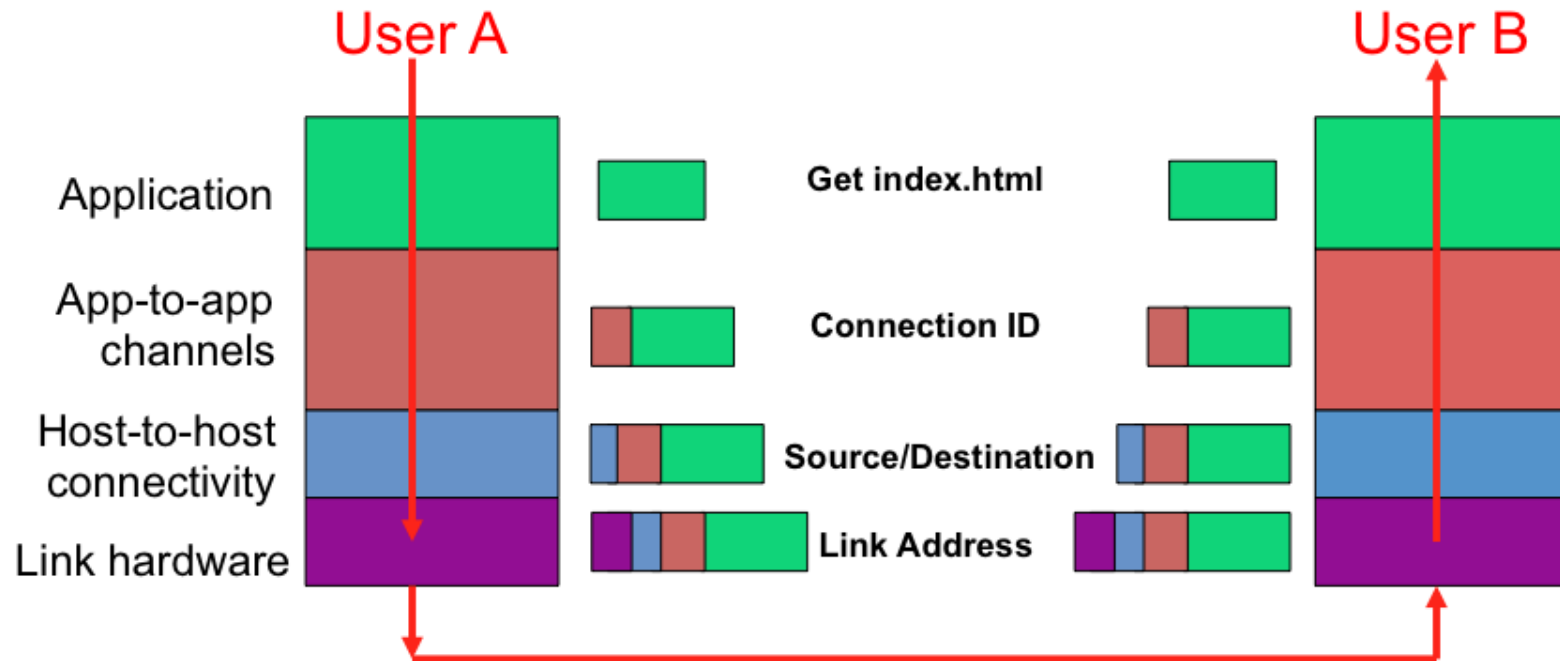 User A
User B
Application
Get index.html
App-to-app
channels
Connection ID
Host-to-host
connectivity
Source/Destination
Link hardware
Link Address